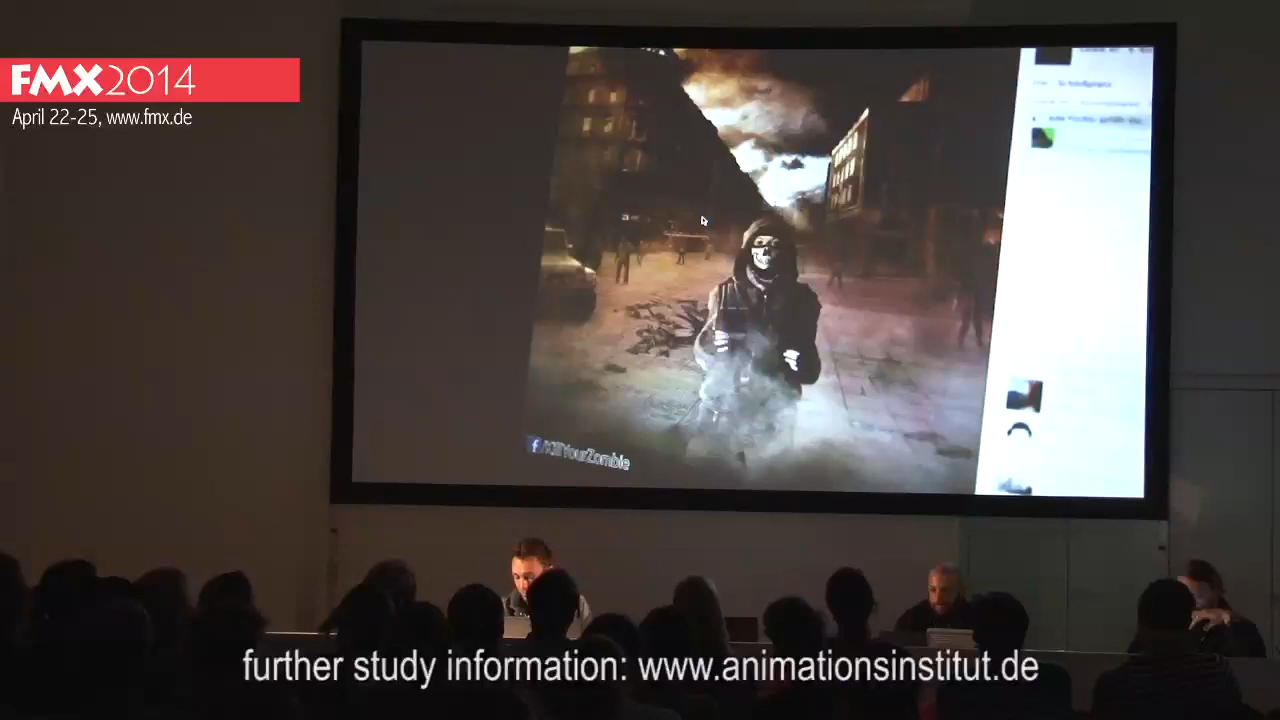 FMX2014
April 22-25, www.fmx.de
f/KillYourZombie
further study information: www.animationsinstitut.de